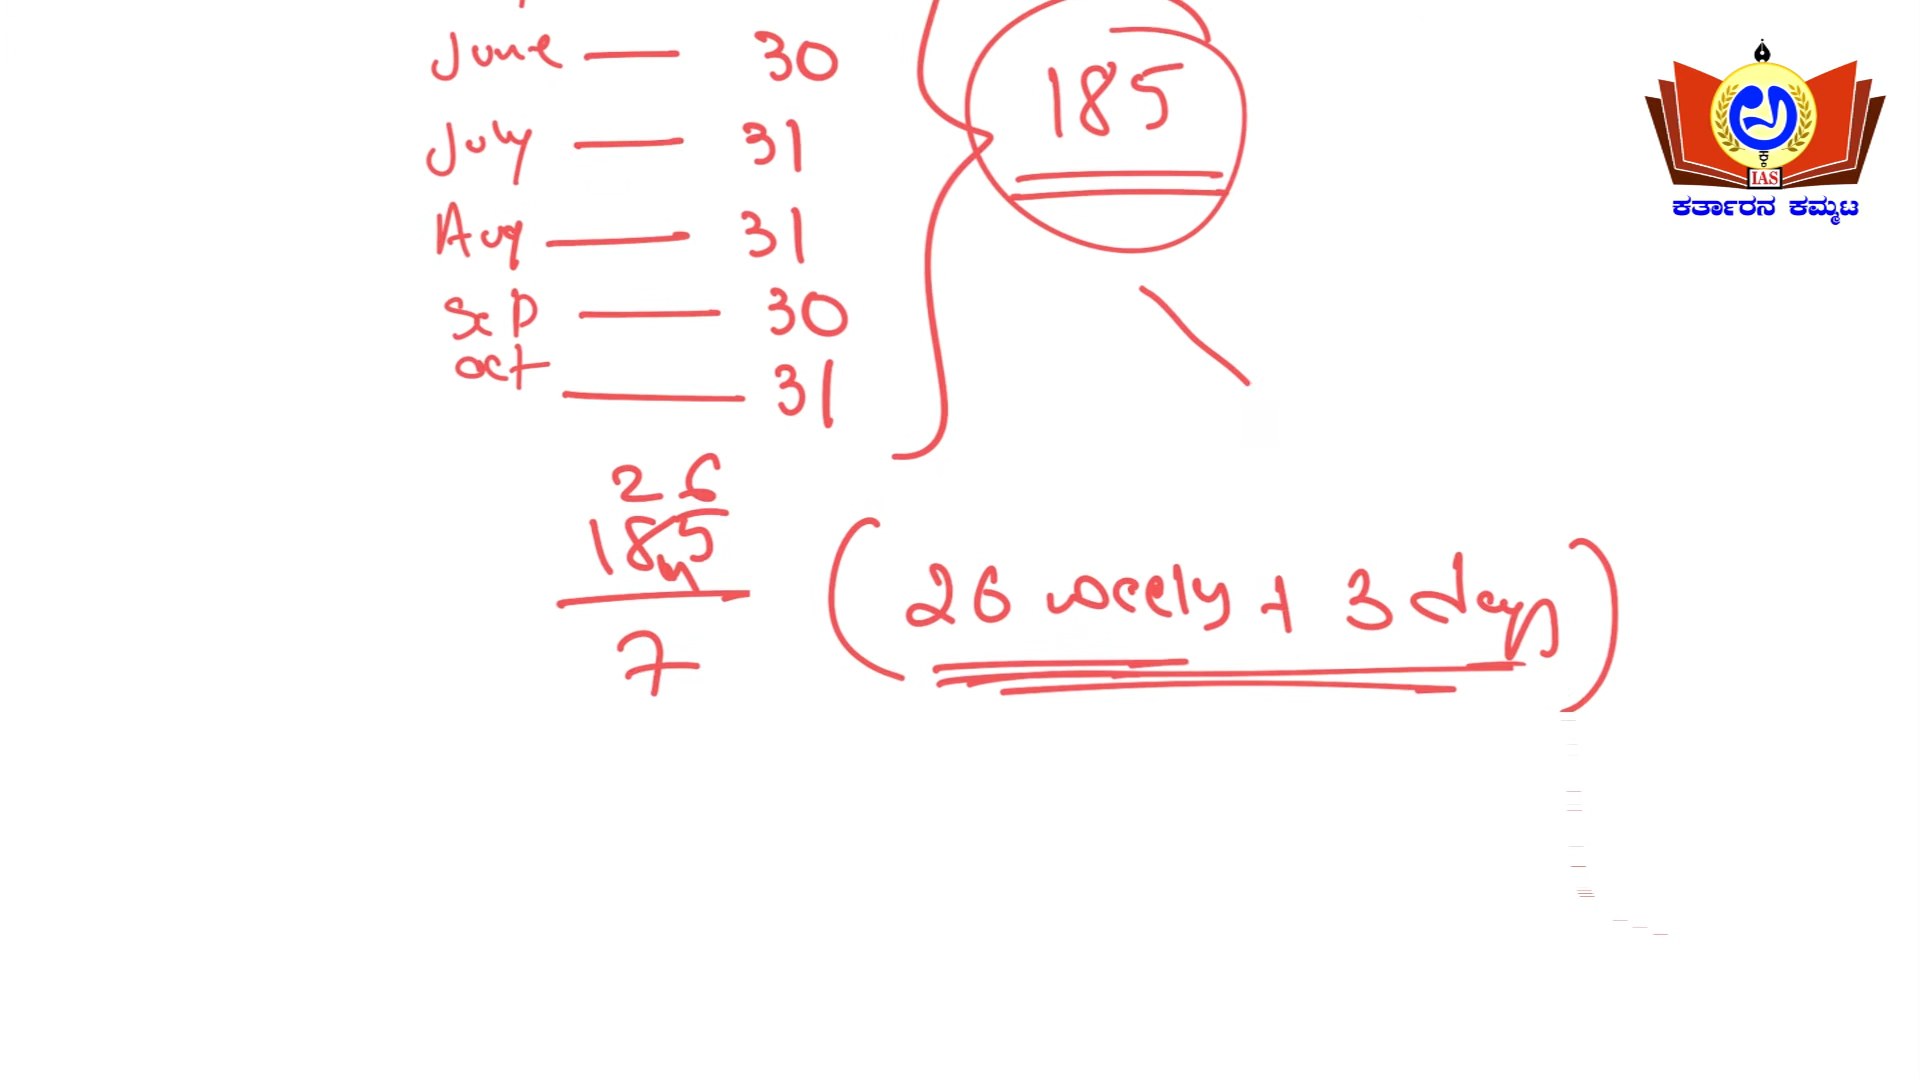 June — 30
July — 31
Aug — 31
Sep — 30
oct — 31
185
26
185
7
(26 weely + 3 days)
ಅ
ಕ್ಕ
IAS
ಕರ್ತಾರನ ಕಮ್ಮಟ